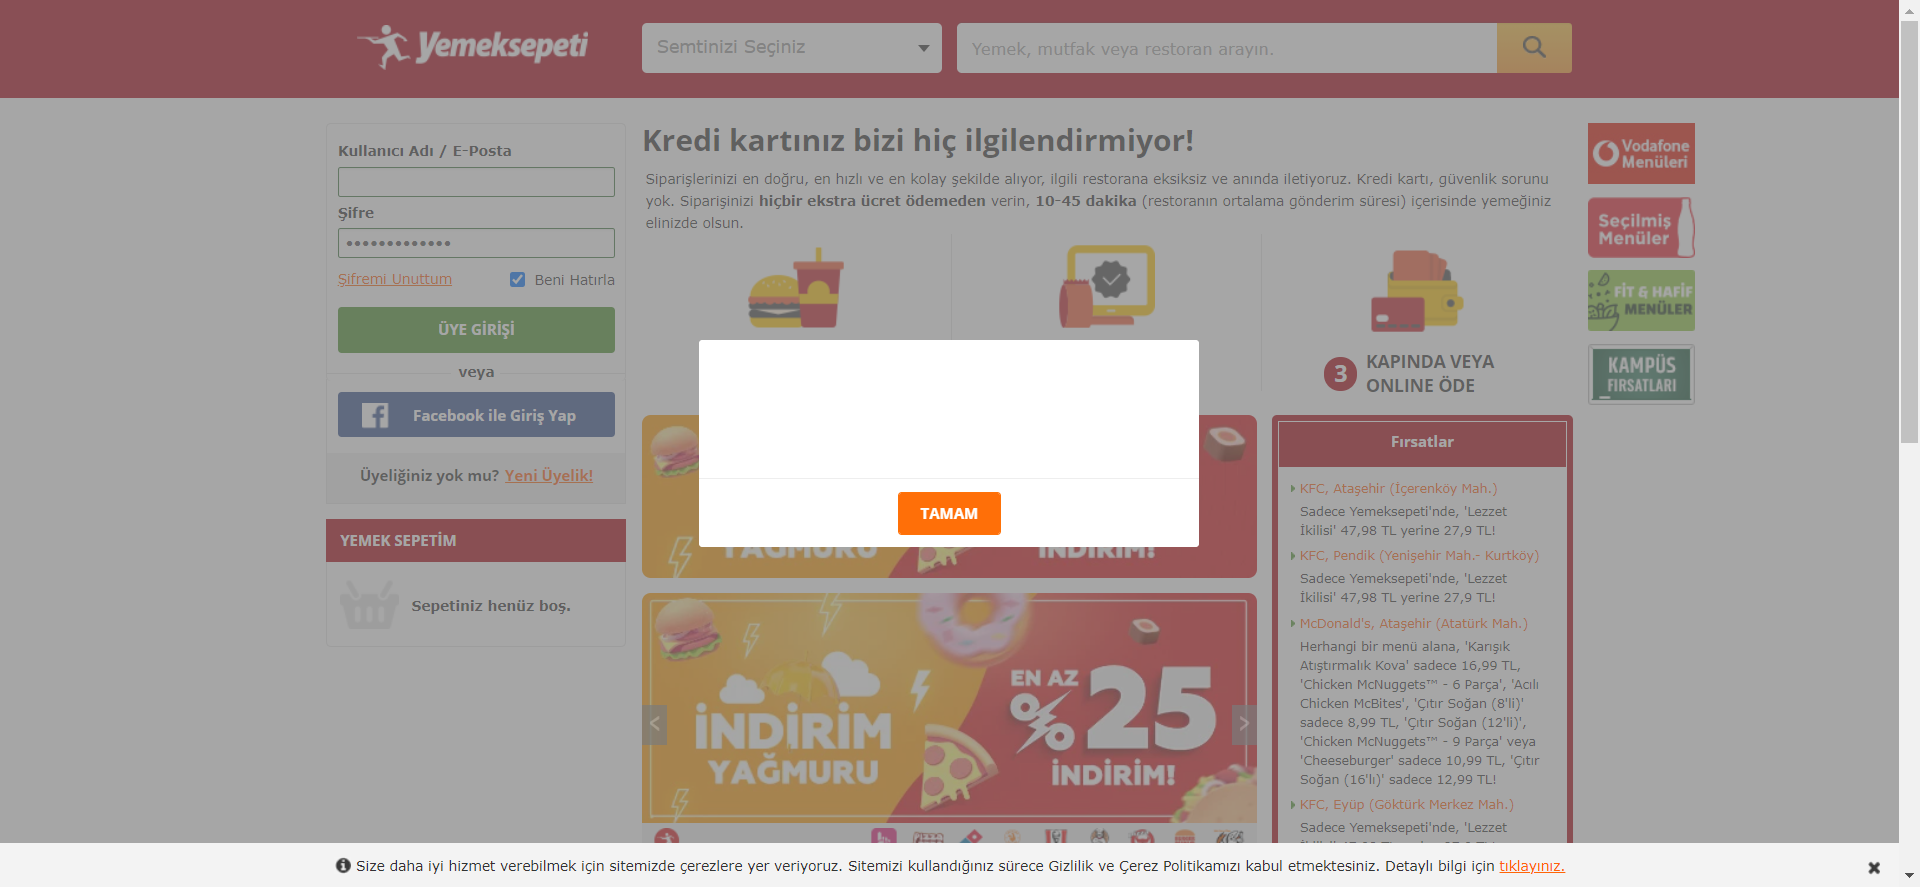 Yemeksepeti
Semtinizi Seçiniz
Yemek, mutfak veya restoran arayın.
Kullanıcı Adı / E-Posta
Şifre
Şifremi Unuttum
Beni Hatırla
ÜYE GİRİŞİ
veya
Facebook ile Giriş Yap
Üyeliğiniz yok mu? Yeni Üyelik!
YEMEK SEPETİM
Sepetiniz henüz boş.
Kredi kartınız bizi hiç ilgilendirmiyor!
Siparişlerinizi en doğru, en hızlı ve en kolay şekilde alıyor, ilgili restorana eksiksiz ve anında iletiyoruz. Kredi kartı, güvenlik sorunu
yok. Siparişinizi hiçbir ekstra ücret ödemeden verin, 10-45 dakika (restoranın ortalama gönderim süresi) içerisinde yemeğiniz
elinizde olsun.
3
KAPINDA VEYA
ONLINE ÖDE
TAMAM
YAĞMURU
İNDİRİM!
İNDİRİM
YAĞMURU
EN AZ
%25
İNDİRİM!
Fırsatlar
KFC, Ataşehir (İçerenköy Mah.)
Sadece Yemeksepeti'nde, 'Lezzet
İkilisi' 47,98 TL yerine 27,9 TL!
KFC, Pendik (Yenişehir Mah.- Kurtköy)
Sadece Yemeksepeti'nde, 'Lezzet
İkilisi' 47,98 TL yerine 27,9 TL!
McDonald's, Ataşehir (Atatürk Mah.)
Herhangi bir menü alana, 'Karışık
Atıştırmalık Kova' sadece 16,99 TL,
'Chicken McNuggets™ - 6 Parça', 'Acılı
Chicken McBites', 'Çıtır Soğan (8'li)'
sadece 8,99 TL, 'Çıtır Soğan (12'li)',
'Chicken McNuggets™ - 9 Parça' veya
'Cheeseburger' sadece 10,99 TL, 'Çıtır
Soğan (16'lı)' sadece 12,99 TL!
KFC, Eyüp (Göktürk Merkez Mah.)
Sadece Yemeksepeti'nde, 'Lezzet
Vodafone
Menüleri
Seçilmiş
Menüler
FİT & HAFİF
MENÜLER
KAMPÜS
FIRSATLARI
Size daha iyi hizmet verebilmek için sitemizde çerezlere yer veriyoruz. Sitemizi kullandığınız sürece Gizlilik ve Çerez Politikamızı kabul etmektesiniz. Detaylı bilgi için tıklayınız.